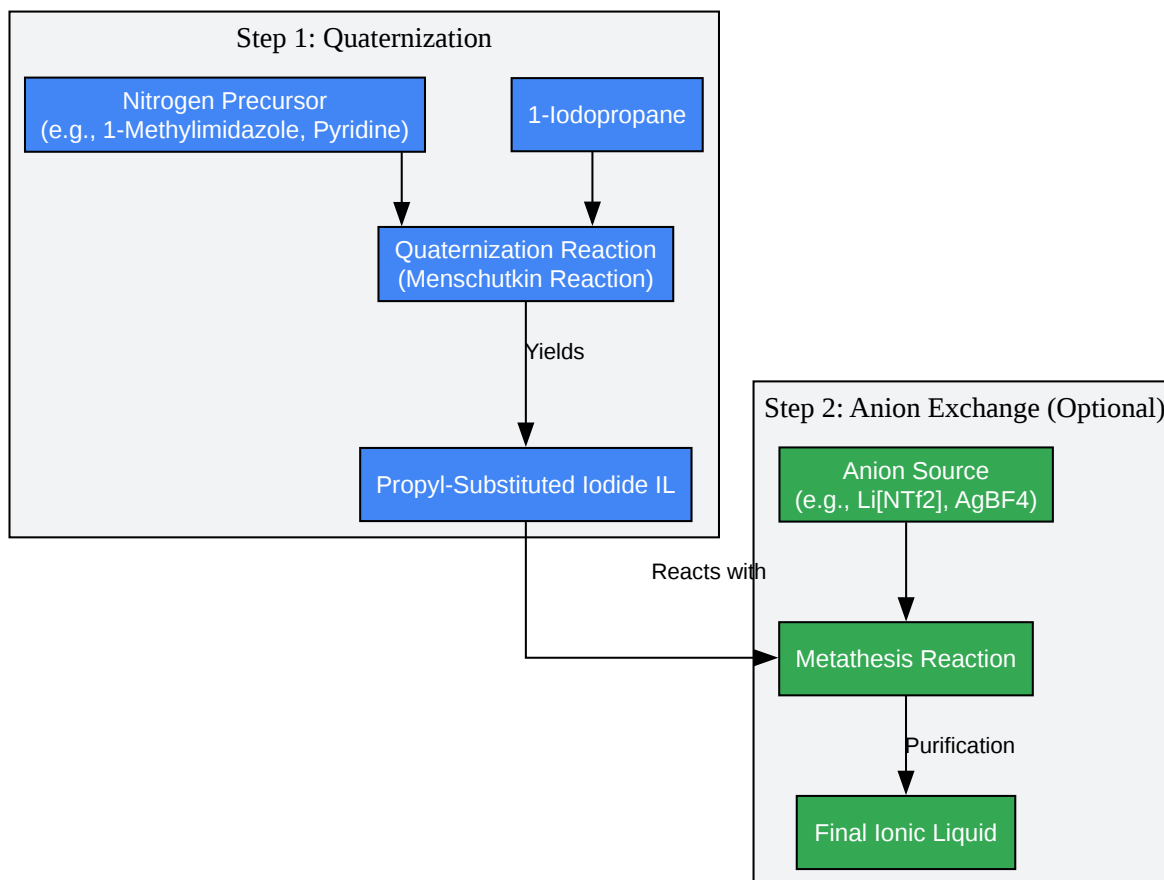 Step 1: Quaternization
Nitrogen Precursor
(e.g., 1-Methylimidazole, Pyridine)
1-Iodopropane
Quaternization Reaction
(Menschutkin Reaction)
Yields
Propyl-Substituted Iodide IL
Reacts with
Step 2: Anion Exchange (Optional)
Anion Source
(e.g., Li[NTf2], AgBF4)
Metathesis Reaction
Purification
Final Ionic Liquid